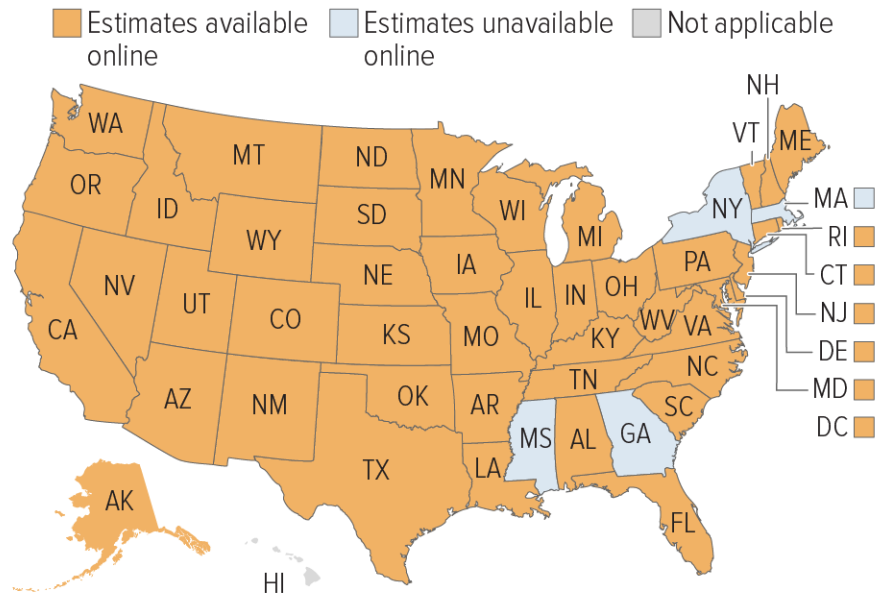 Estimates available
online
Estimates unavailable
online
Not applicable
NH
VT
ME
WA
MT
ND
MN
OR
ID
SD
WI
MI
NY
MA
WY
RI
NE
IA
PA
CT
NV
UT
CO
IL
IN
OH
NJ
CA
KS
MO
KY
WV
VA
DE
AZ
NM
OK
AR
TN
NC
MD
MS
AL
GA
SC
DC
TX
LA
AK
FL
HI